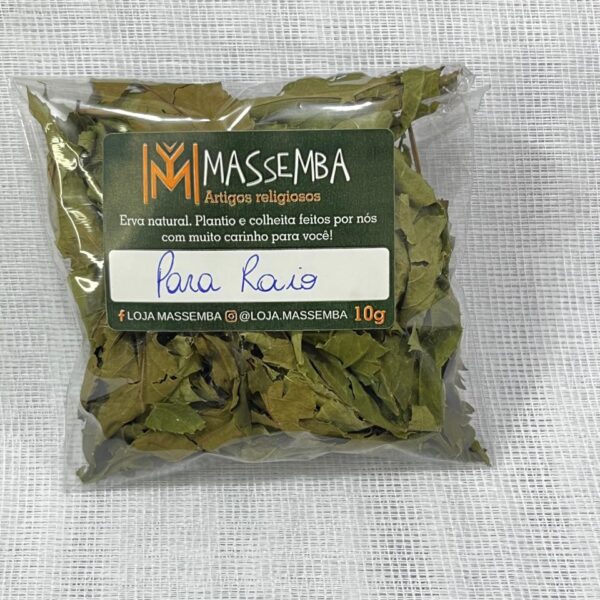 MASSEMBA
Artigos religiosos
Erva natural. Plantio e colheita feitos por nós
com muito carinho para você!
Para Raio
LOJA MASSEMBA @LOJA.MASSEMBA 10g